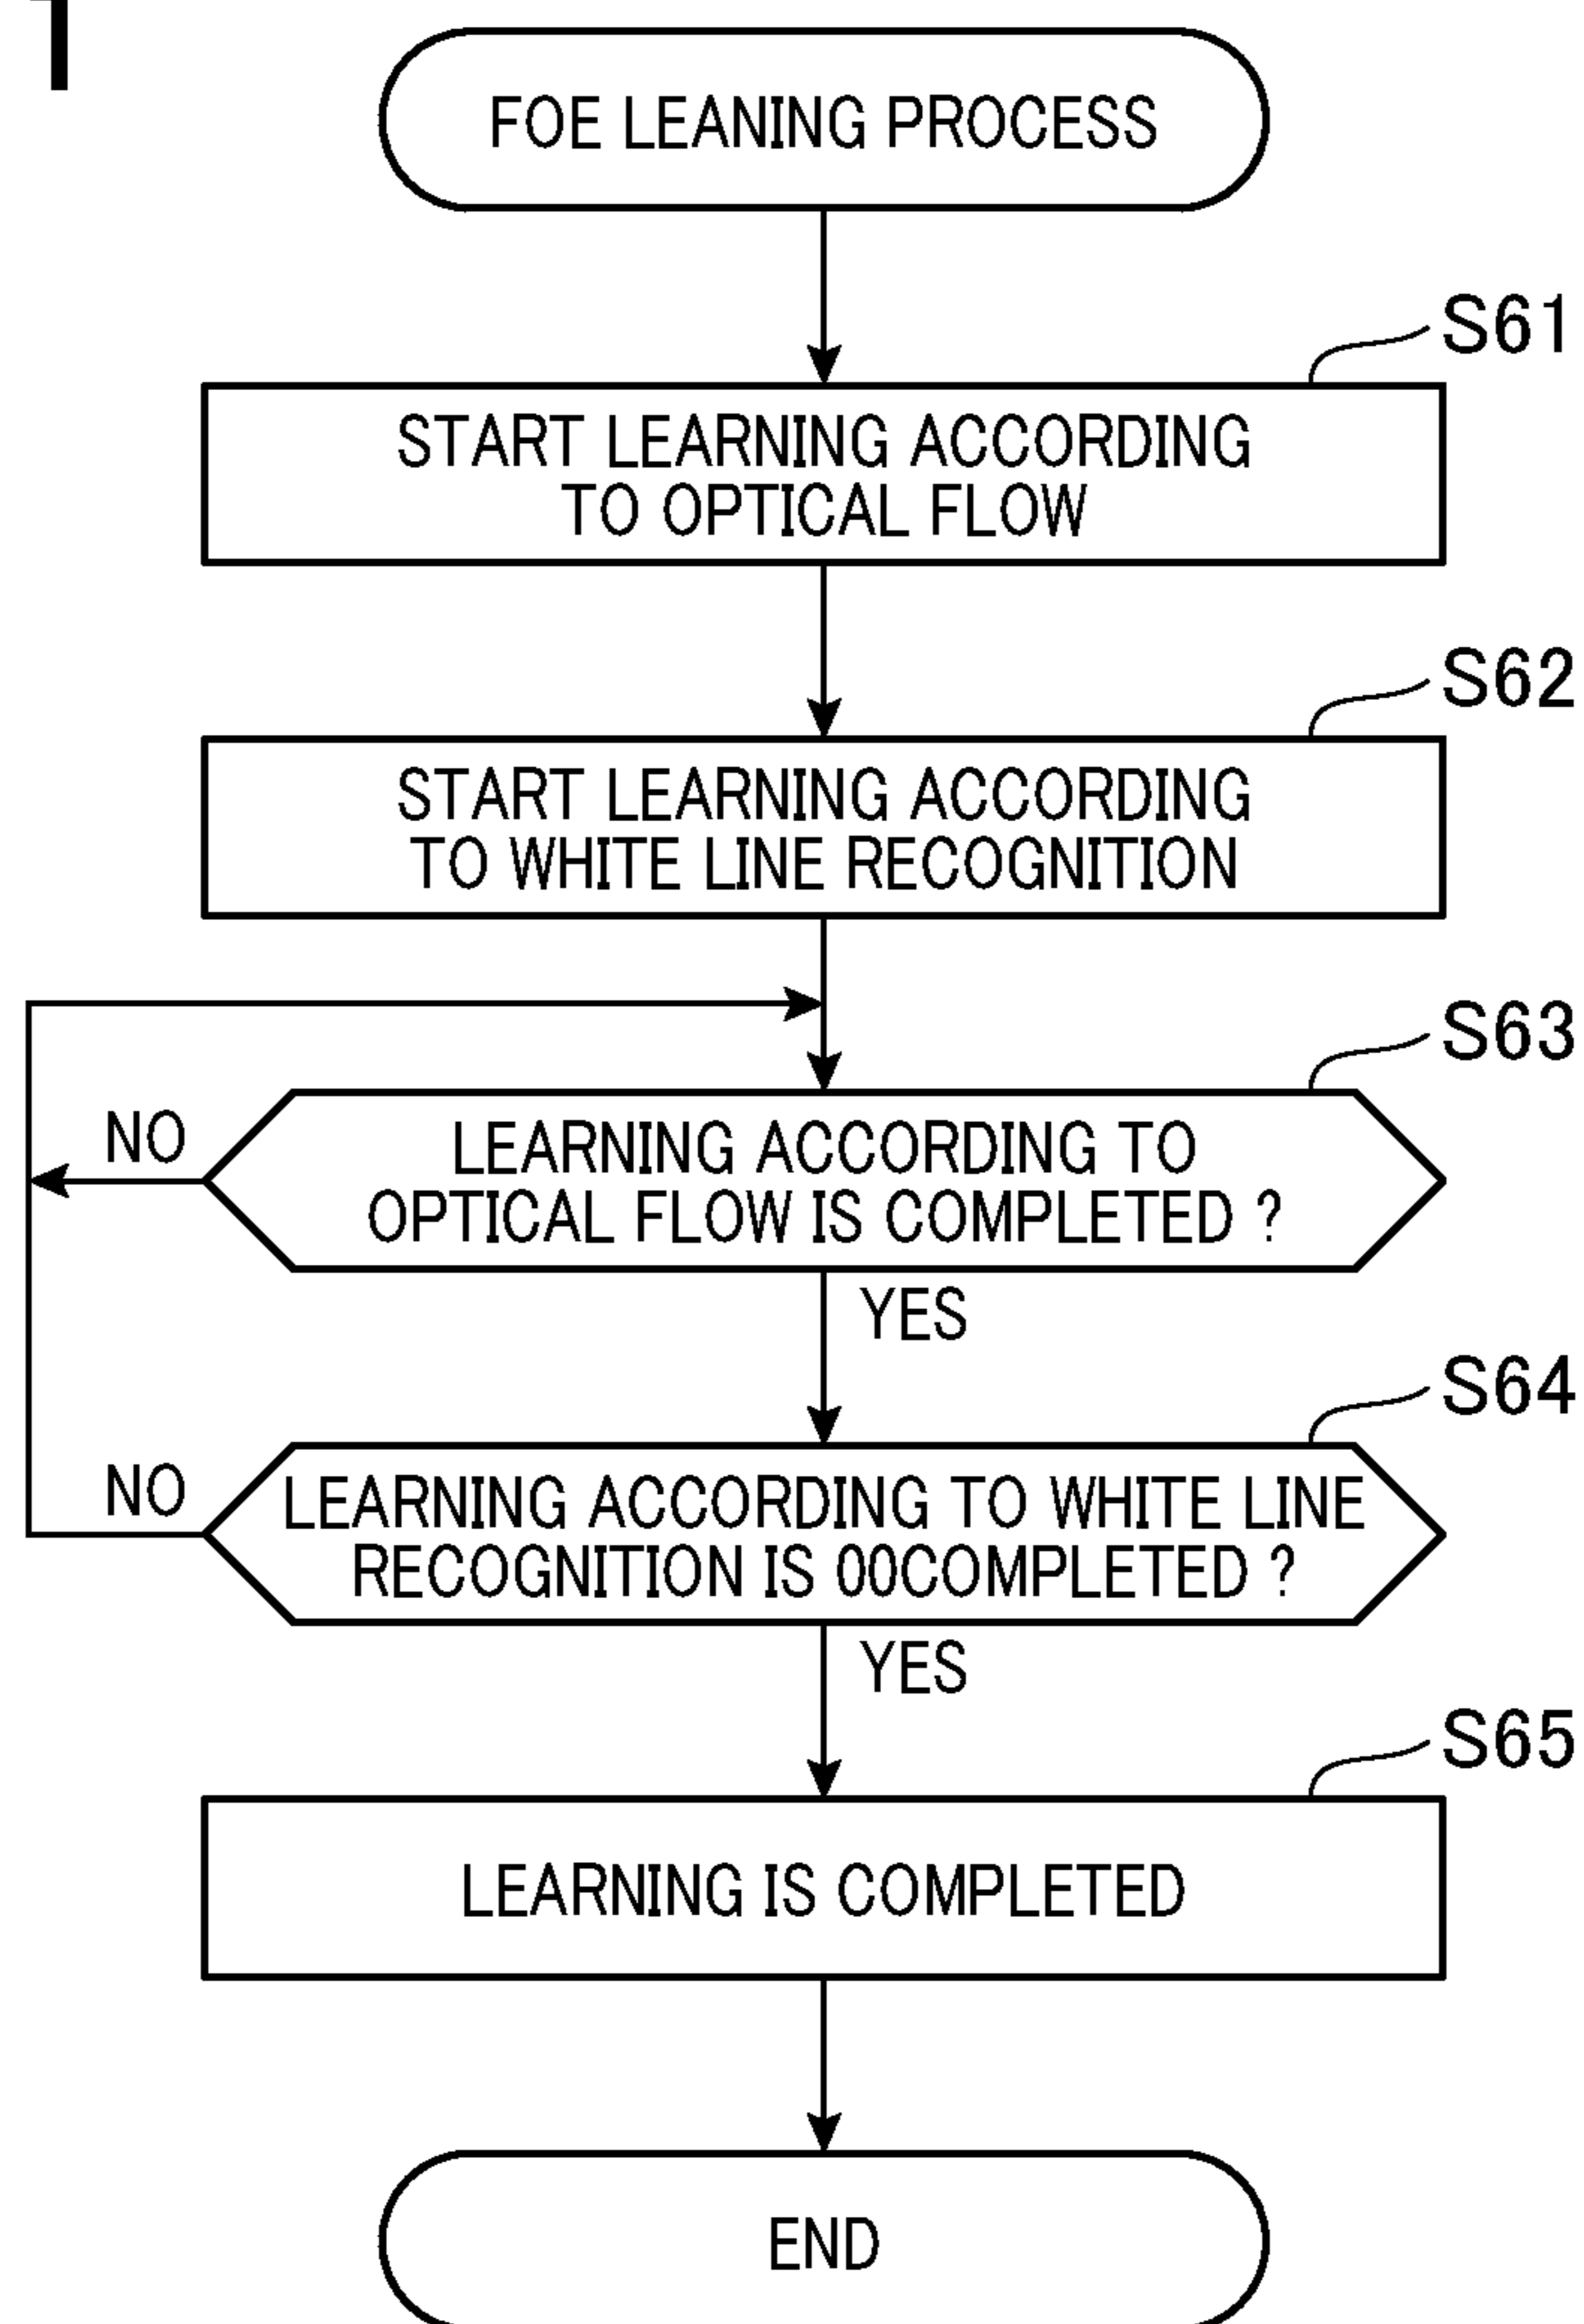 1
FOE LEANING PROCESS
S61
START LEARNING ACCORDING
TO OPTICAL FLOW
S62
START LEARNING ACCORDING
TO WHITE LINE RECOGNITION
S63
NO
LEARNING ACCORDING TO
OPTICAL FLOW IS COMPLETED ?
YES
S64
NO
LEARNING ACCORDING TO WHITE LINE
RECOGNITION IS 00COMPLETED ?
YES
S65
LEARNING IS COMPLETED
END